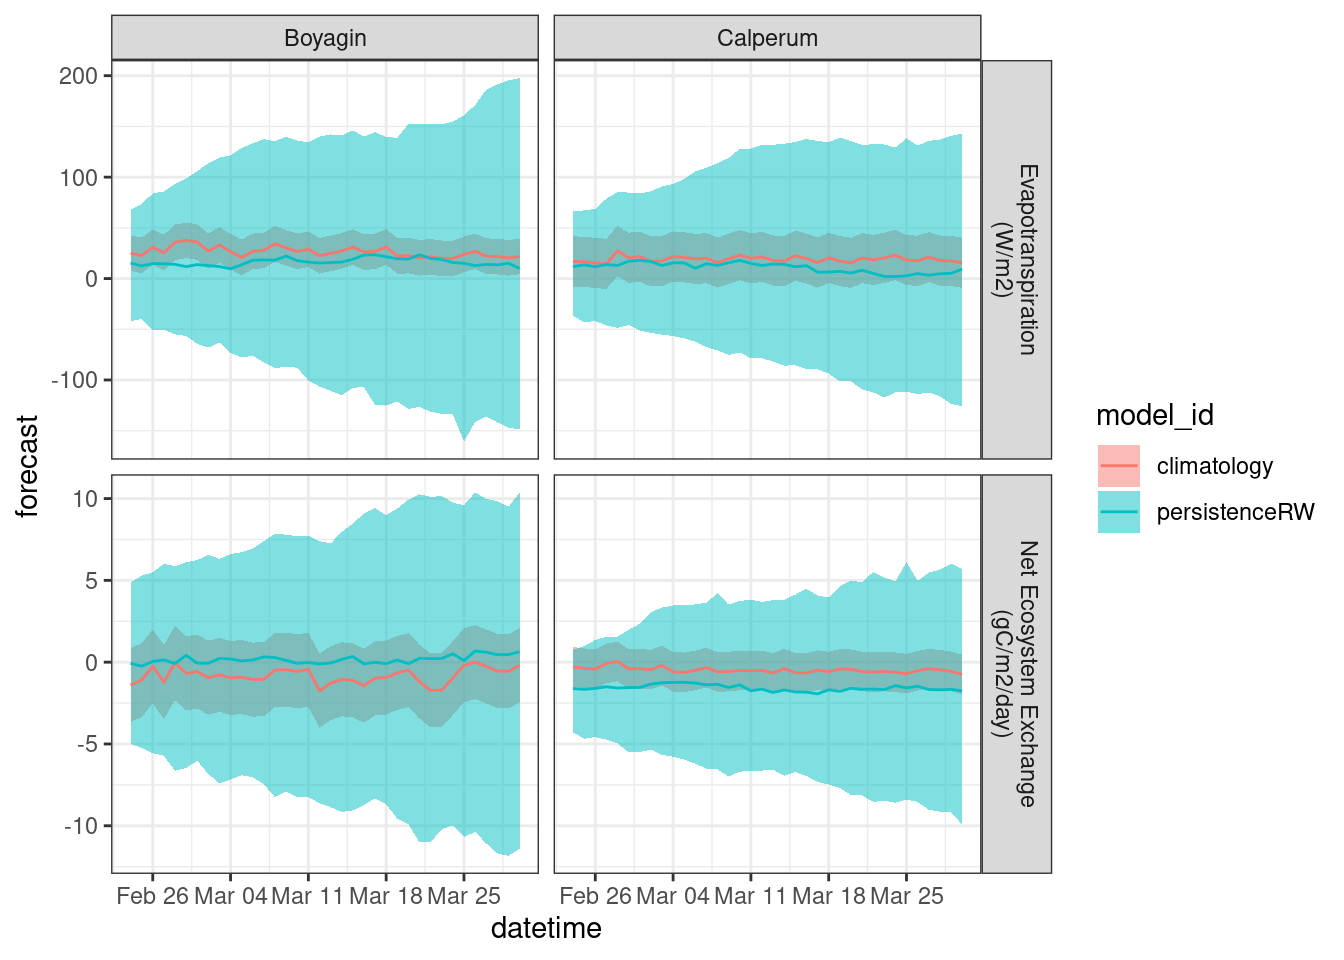 Boyagin
Calperum
200
100
0
-100
Evapotranspiration
(W/m2)
10
5
0
-5
-10
Net Ecosystem Exchange
(gC/m2/day)
forecast
Feb 26 Mar 04 Mar 11 Mar 18 Mar 25
Feb 26 Mar 04 Mar 11 Mar 18 Mar 25
datetime
model_id
climatology
persistenceRW